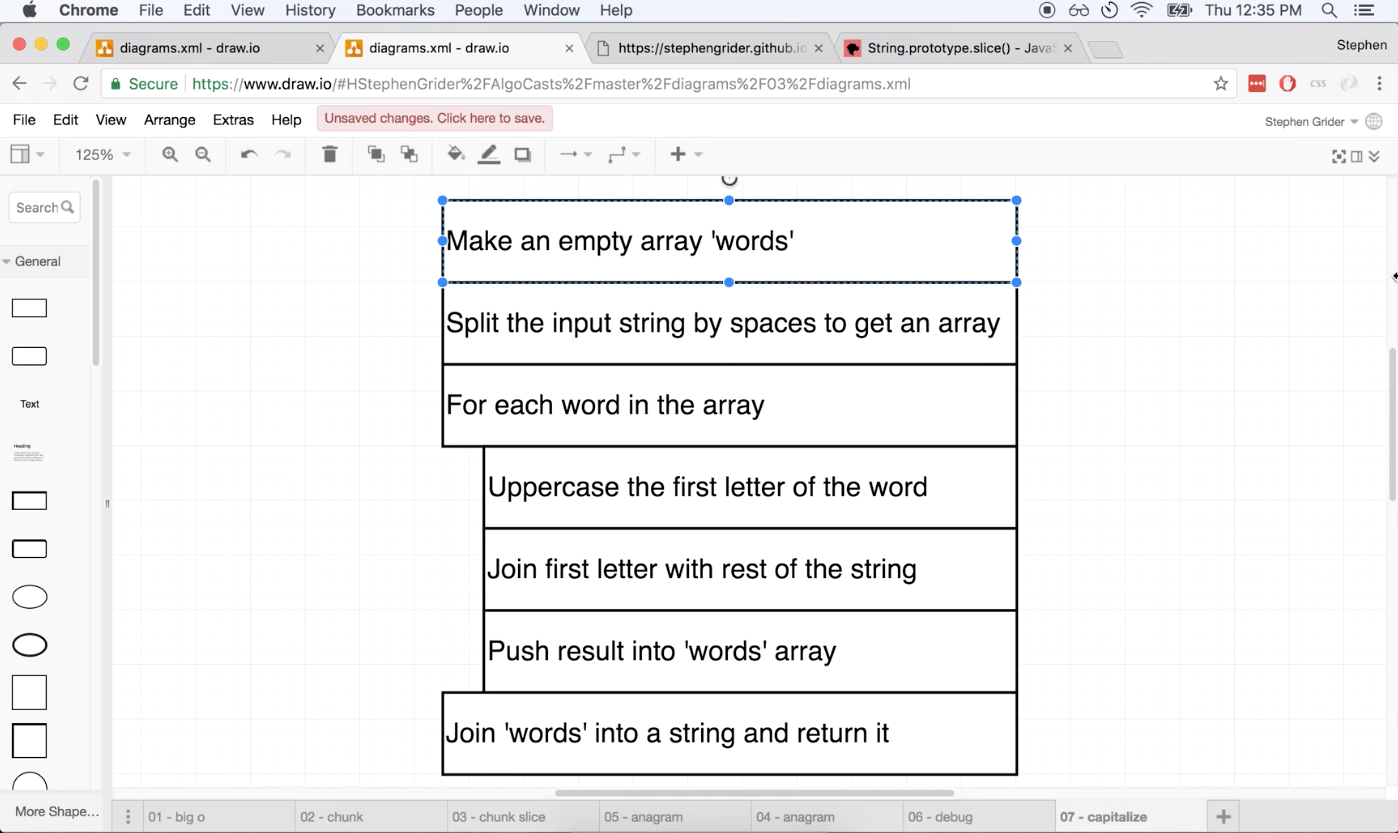 Chrome File Edit View History Bookmarks People Window Help Thu 12:35 PM
diagrams.xml - draw.io
diagrams.xml - draw.io
https://stephengrider.github.io
String.prototype.slice() - JavaS
Stephen
Secure https://www.draw.io/#HStephenGrider%2FAlgoCasts%2Fmaster%2Fdiagrams%2F03%2Fdiagrams.xml
CSS
File Edit View Arrange Extras Help Unsaved changes. Click here to save. Stephen Grider
125%
Search
General
Text
Heading
More Shape...
Make an empty array 'words'
Split the input string by spaces to get an array
For each word in the array
Uppercase the first letter of the word
Join first letter with rest of the string
Push result into 'words' array
Join 'words' into a string and return it
01 - big o 02 - chunk 03 - chunk slice 05 - anagram 04 - anagram 06 - debug 07 - capitalize